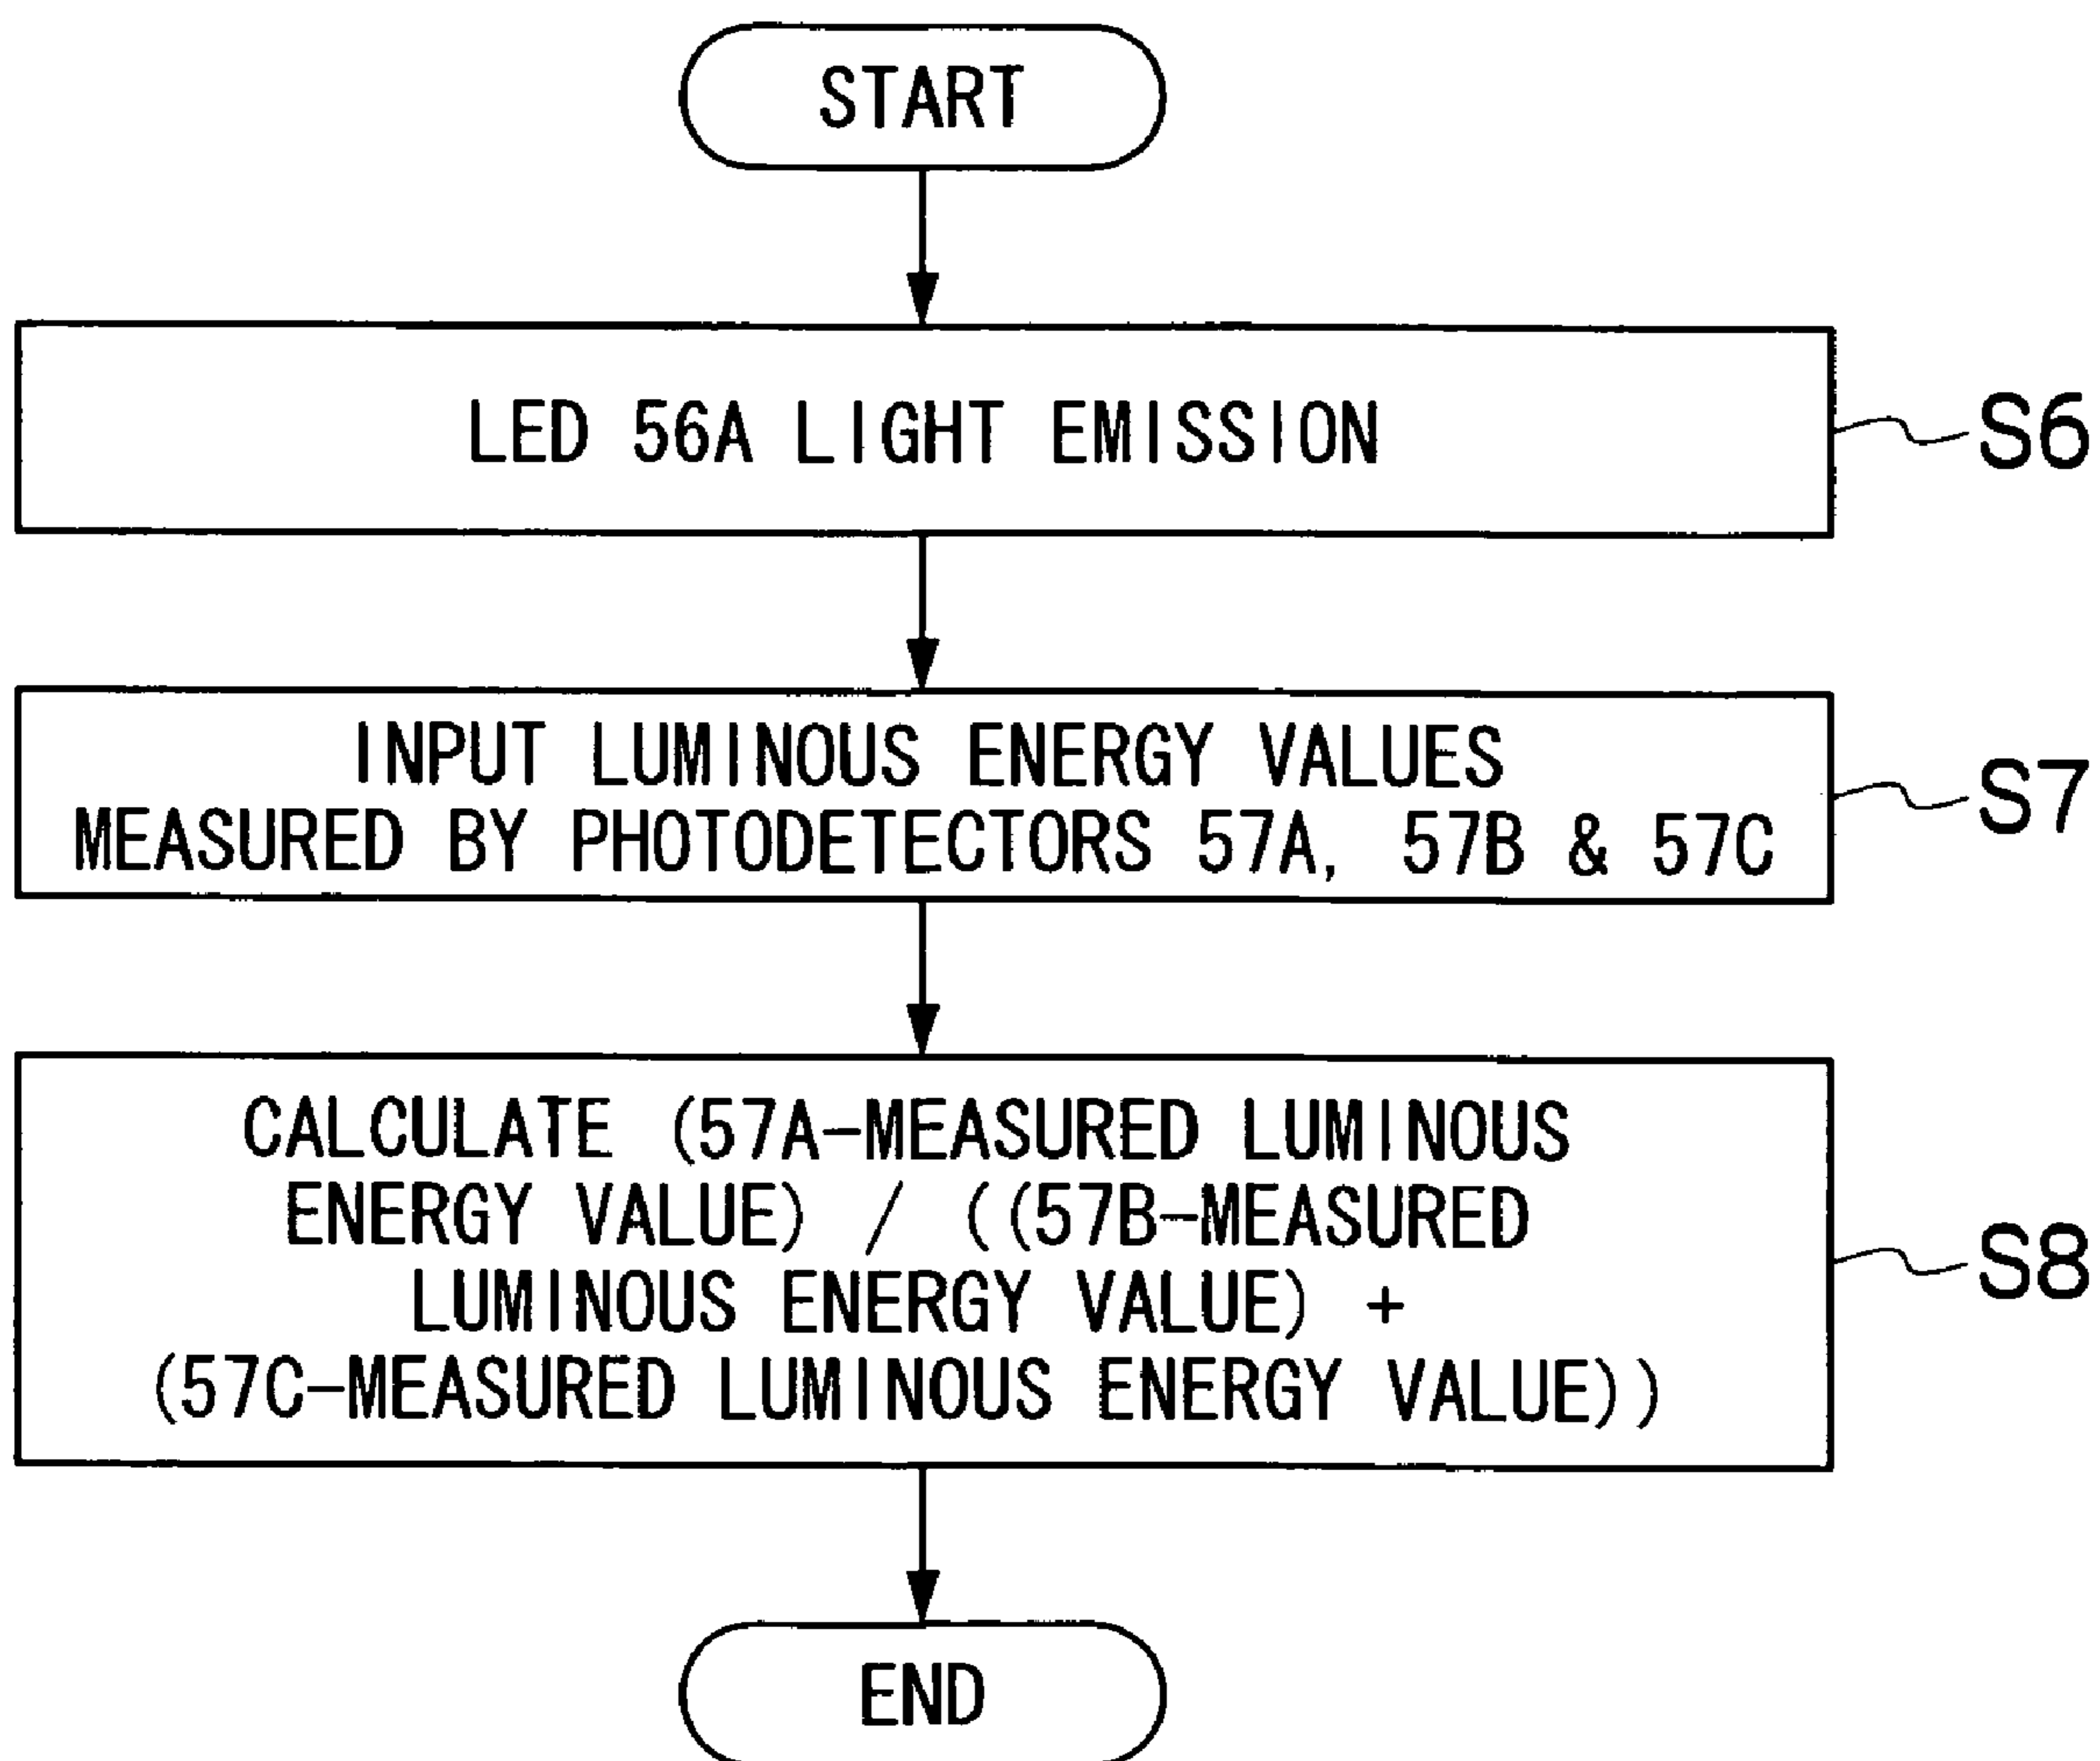 START
LED 56A LIGHT EMISSION
S6
INPUT LUMINOUS ENERGY VALUES
MEASURED BY PHOTODETECTORS 57A, 57B & 57C
S7
CALCULATE (57A-MEASURED LUMINOUS
ENERGY VALUE) / ((57B-MEASURED
LUMINOUS ENERGY VALUE) +
(57C-MEASURED LUMINOUS ENERGY VALUE))
S8
END